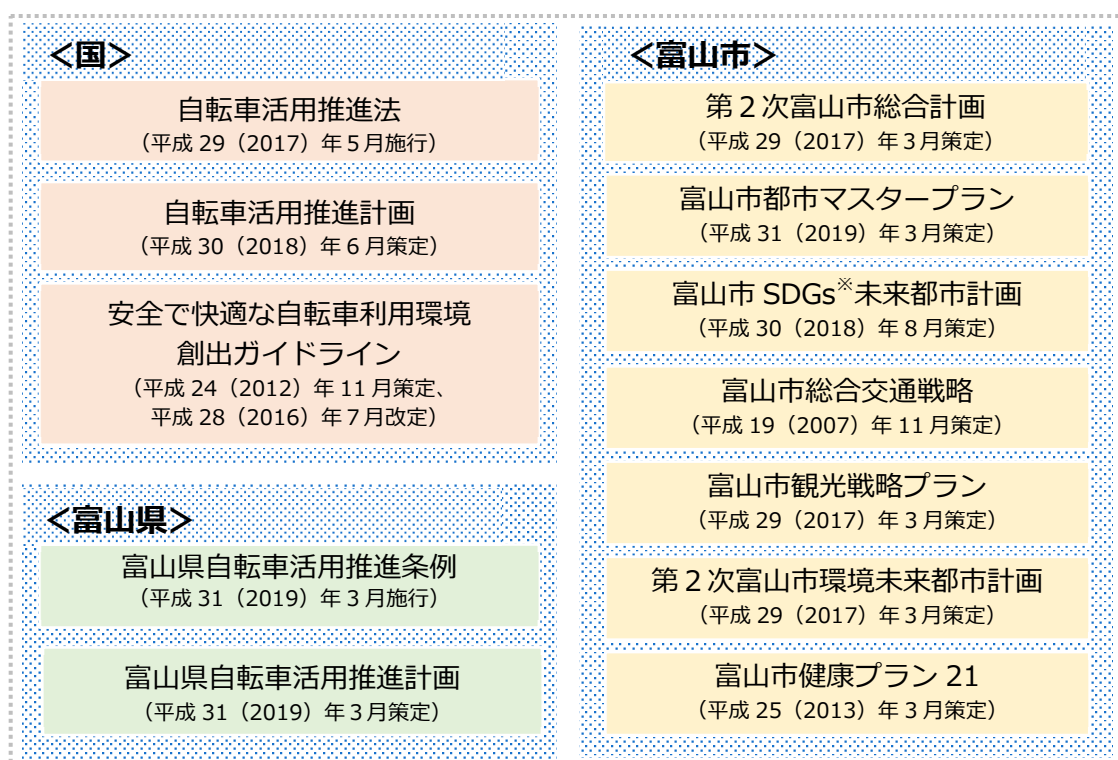 ＜国＞
自転車活用推進法
（平成 29（2017）年５月施行）
自転車活用推進計画
（平成 30（2018）年６月策定）
安全で快適な自転車利用環境
創出ガイドライン
（平成 24（2012）年 11 月策定、
平成 28（2016）年７月改定）
＜富山県＞
富山県自転車活用推進条例
（平成 31（2019）年３月施行）
富山県自転車活用推進計画
（平成 31（2019）年３月策定）
＜富山市＞
第２次富山市総合計画
（平成 29（2017）年３月策定）
富山市都市マスタープラン
（平成 31（2019）年３月策定）
富山市 SDGs※未来都市計画
（平成 30（2018）年８月策定）
富山市総合交通戦略
（平成 19（2007）年 11 月策定）
富山市観光戦略プラン
（平成 29（2017）年３月策定）
第２次富山市環境未来都市計画
（平成 29（2017）年３月策定）
富山市健康プラン 21
（平成 25（2013）年３月策定）